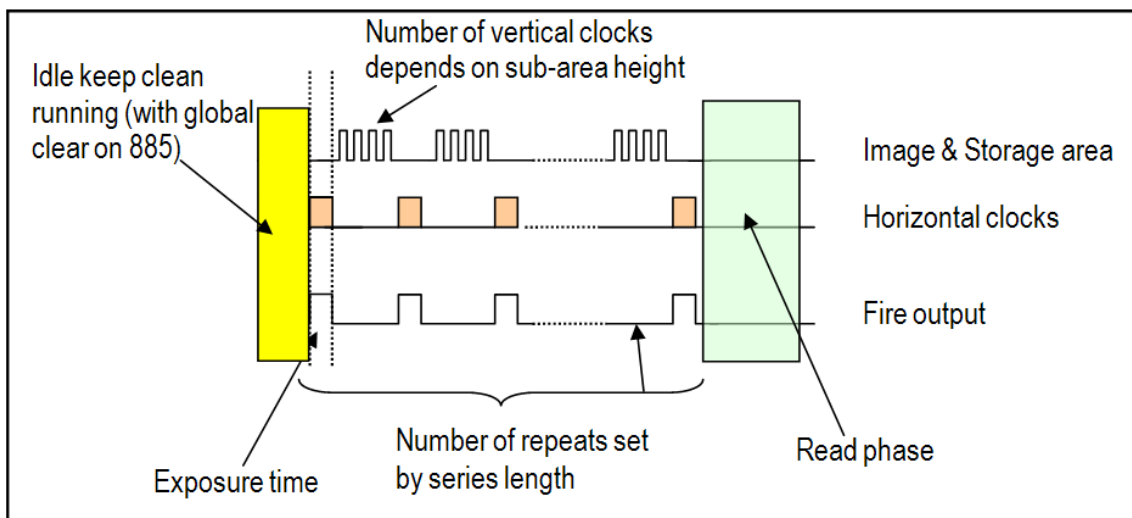 Number of vertical clocks
depends on sub-area height
Idle keep clean
running (with global
clear on 885)
Image & Storage area
Horizontal clocks
Fire output
Number of repeats set
by series length
Read phase
Exposure time